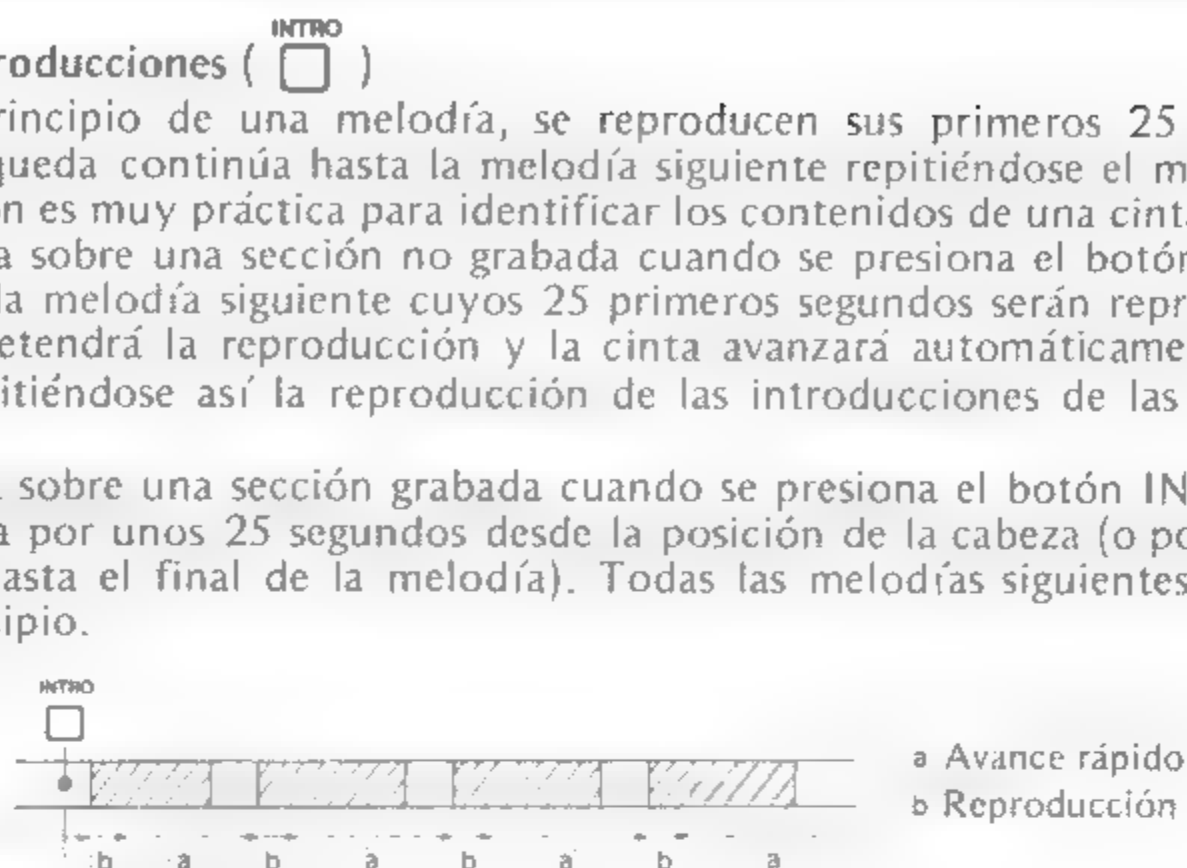 INTRO
roducciones ( )
rincipio de una melodía, se reproducen sus primeros 25
queda continúa hasta la melodía siguiente repitiéndose el m
ón es muy práctica para identificar los contenidos de una cinta
a sobre una sección no grabada cuando se presiona el botón
la melodía siguiente cuyos 25 primeros segundos serán repr
etendrá la reproducción y la cinta avanzará automáticame
itiéndose así la reproducción de las introducciones de las
sobre una sección grabada cuando se presiona el botón IN
a por unos 25 segundos desde la posición de la cabeza (o po
asta el final de la melodía). Todas las melodías siguientes
ipio.
INTRO
a Avance rápido
b Reproducción
b a b a b a b a